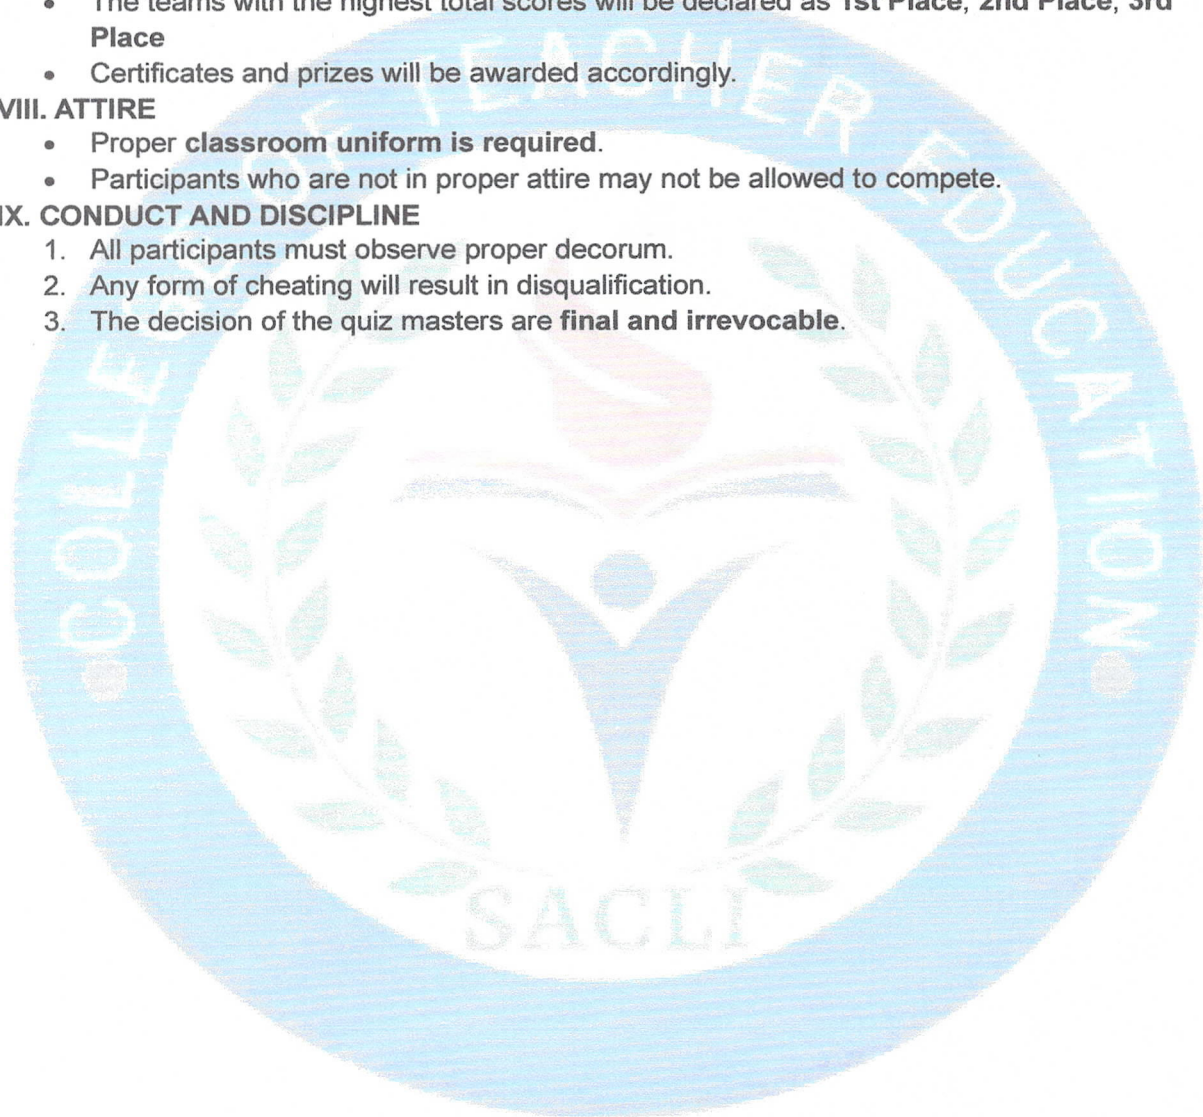 • The teams with the highest total scores will be declared as 1st Place, 2nd Place, 3rd
Place
• Certificates and prizes will be awarded accordingly.
VIII. ATTIRE
• Proper classroom uniform is required.
• Participants who are not in proper attire may not be allowed to compete.
IX. CONDUCT AND DISCIPLINE
1. All participants must observe proper decorum.
2. Any form of cheating will result in disqualification.
3. The decision of the quiz masters are final and irrevocable.
COLLEGE OF TEACHER EDUCATION
SACLI